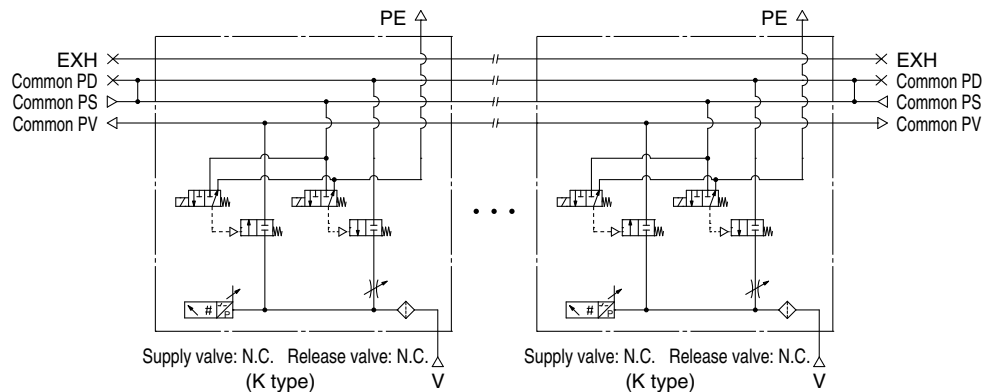 PE PE
EXH EXH
Common PD Common PD
Common PS Common PS
Common PV Common PV
• • •
# P # P
Supply valve: N.C. Release valve: N.C. V Supply valve: N.C. Release valve: N.C. V
(K type) (K type)